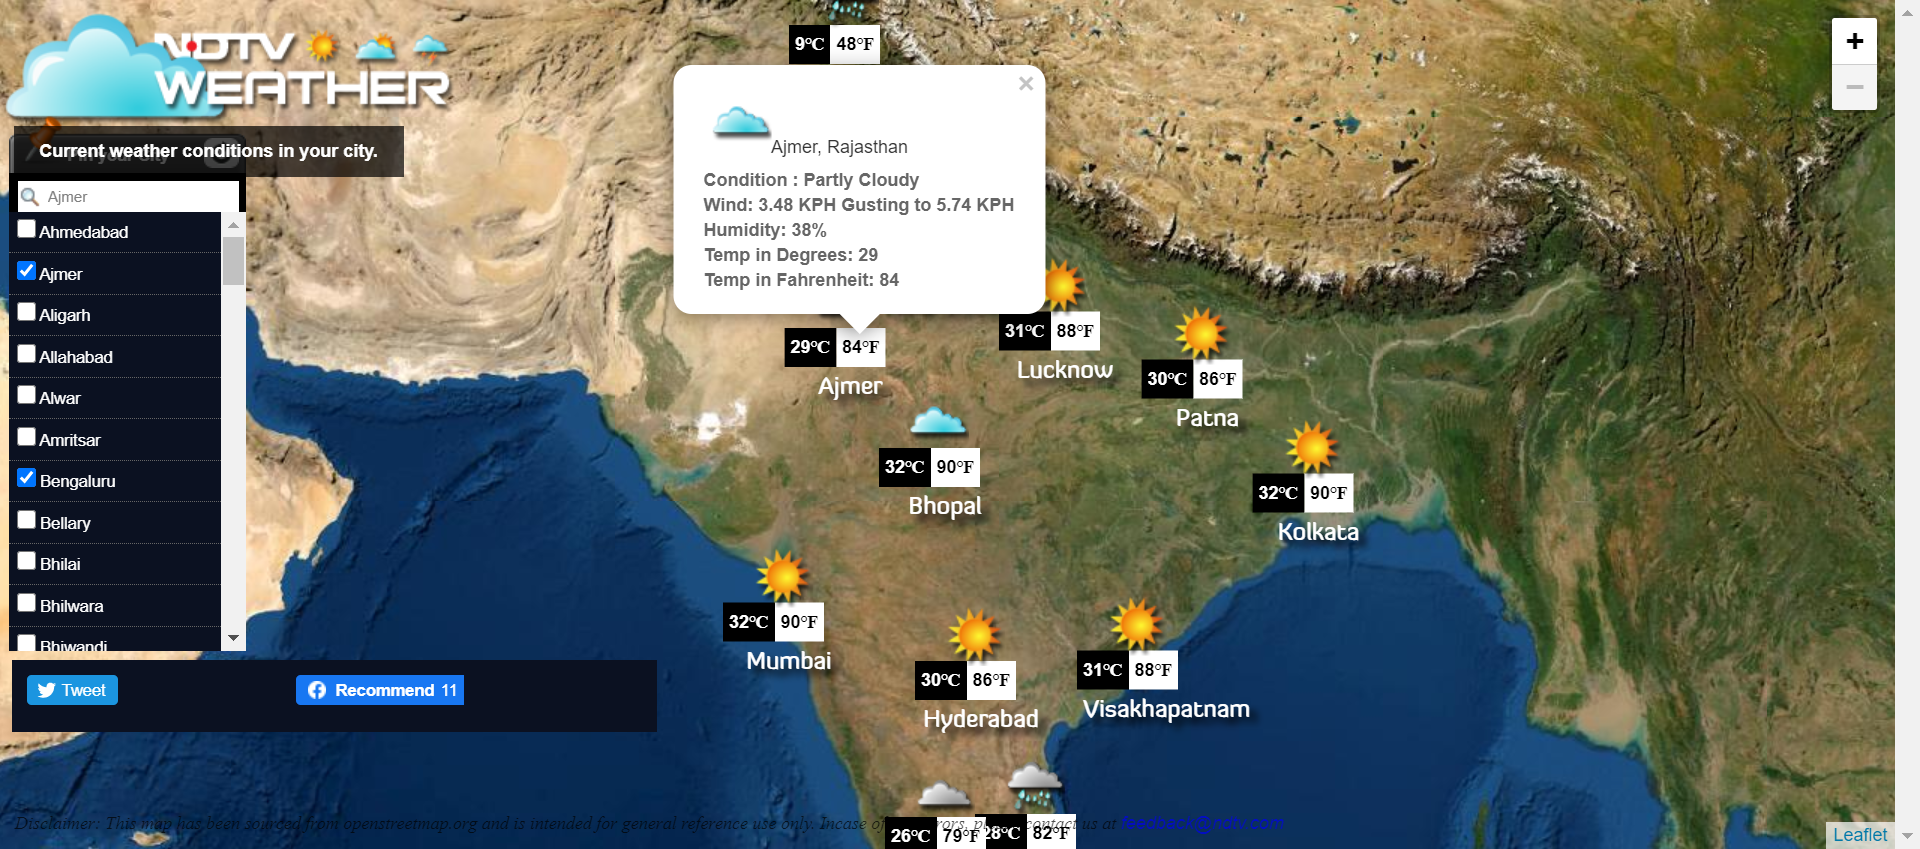 NDTV
WEATHER
Current weather conditions in your city.
Ajmer
Ahmedabad
Ajmer
Aligarh
Allahabad
Alwar
Amritsar
Bengaluru
Bellary
Bhilai
Bhilwara
Bhiwandi
Tweet
Recommend 11
9°C 48°F
×
Ajmer, Rajasthan
Condition : Partly Cloudy
Wind: 3.48 KPH Gusting to 5.74 KPH
Humidity: 38%
Temp in Degrees: 29
Temp in Fahrenheit: 84
29°C 84°F
Ajmer
31°C 88°F
Lucknow
30°C 86°F
Patna
32°C 90°F
Bhopal
32°C 90°F
Kolkata
32°C 90°F
Mumbai
30°C 86°F
Hyderabad
31°C 88°F
Visakhapatnam
26°C 79°F
28°C 82°F
Disclaimer: This map has been sourced from openstreetmap.org and is intended for general reference use only. Incase of contact us at feedback@ndtv.com
+
−
Leaflet